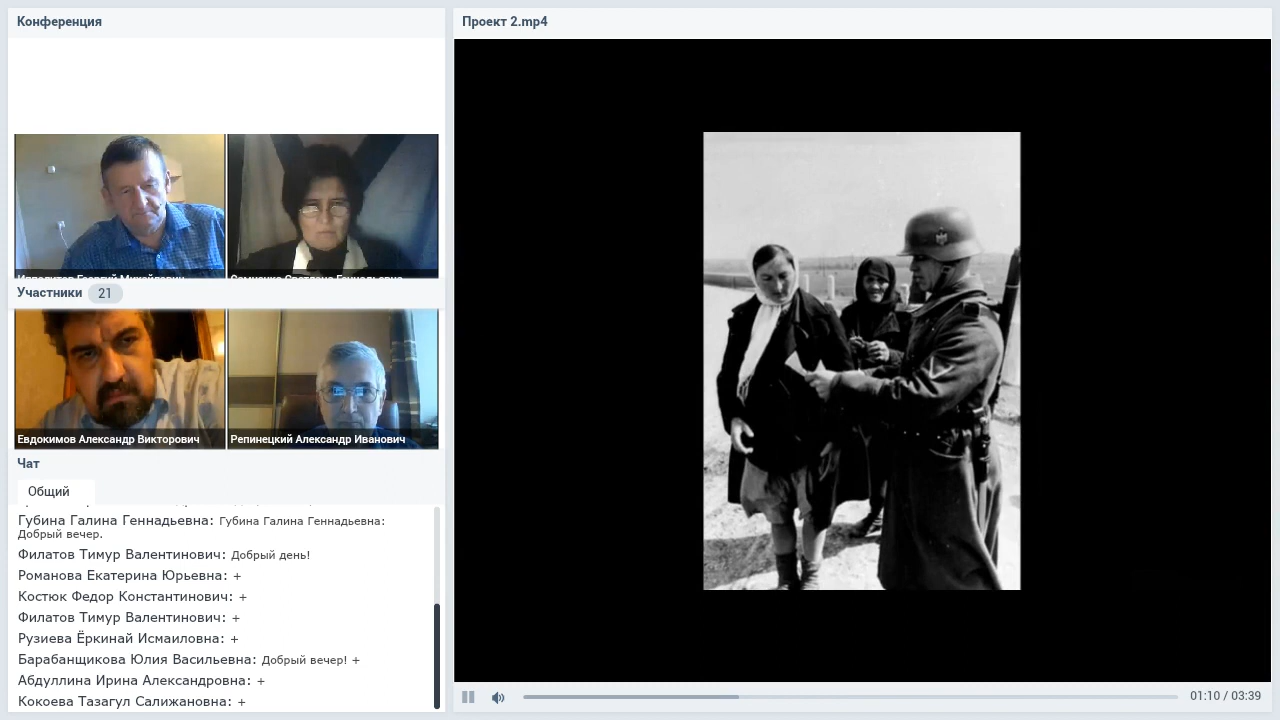 Конференция
Проект 2.mp4
Участники 21
Евдокимов Александр Викторович
Репинецкий Александр Иванович
Чат
Общий
Губина Галина Геннадьевна: Губина Галина Геннадьевна:
Добрый вечер.
Филатов Тимур Валентинович: Добрый день!
Романова Екатерина Юрьевна: +
Костюк Федор Константинович: +
Филатов Тимур Валентинович: +
Рузиева Ёркинай Исмаиловна: +
Барабанщикова Юлия Васильевна: Добрый вечер! +
Абдуллина Ирина Александровна: +
Кокоева Тазагул Салижановна: +
01:10 / 03:39